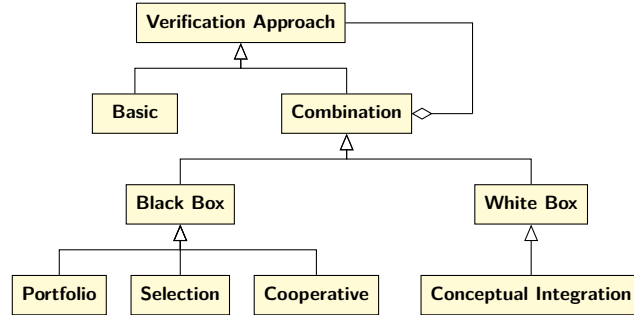 Verification Approach
Basic
Combination
Black Box
White Box
Portfolio
Selection
Cooperative
Conceptual Integration